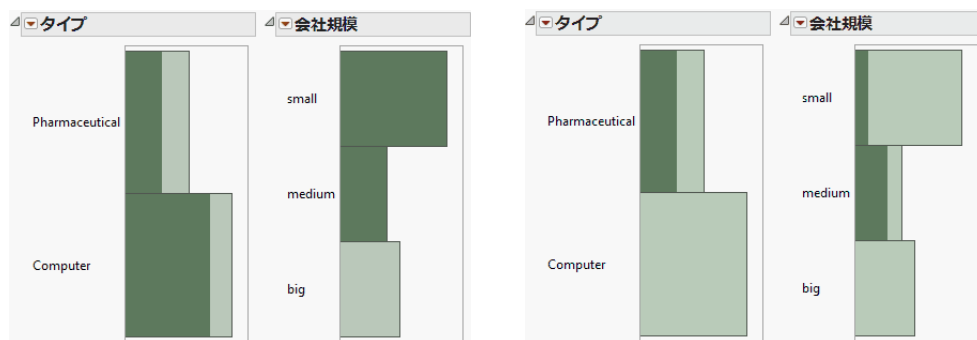 タイプ
会社規模
Pharmaceutical
Computer
small
medium
big
タイプ
会社規模
Pharmaceutical
Computer
small
medium
big